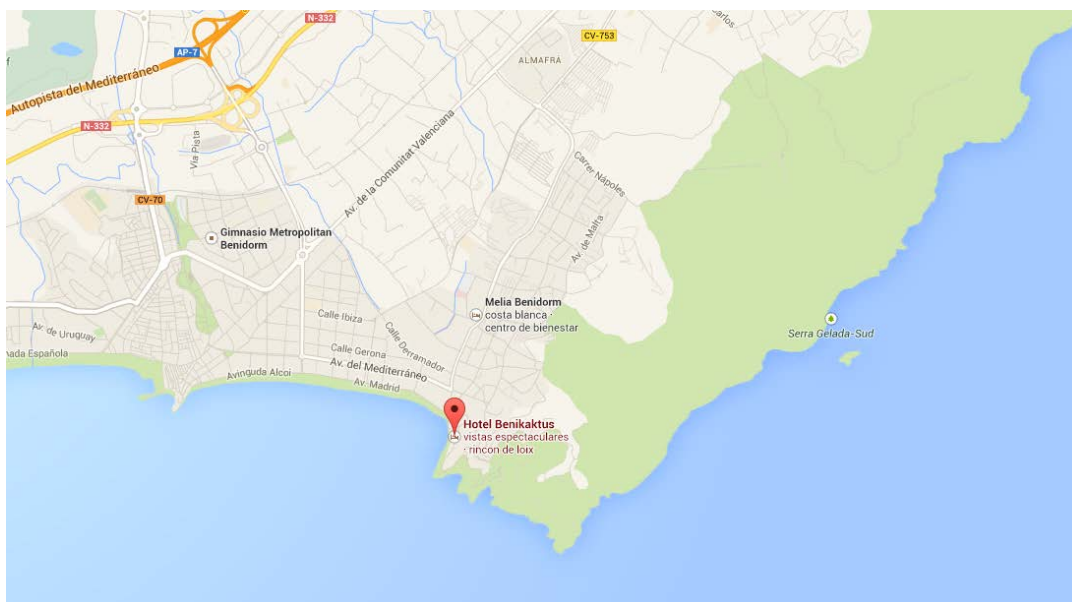 N-332
Carlos
CV-753
AP-7
ALMAFRÀ
Autopista del Mediterráneo
N-332
Via Pista
Av. de la Comunitat Valenciana
Carrer Nápoles
CV-70
Gimnasio Metropolitan
Benidorm
Av. de Malta
Melia Benidorm
costa blanca ·
centro de bienestar
Calle Ibiza
Calle Derramador
Serra Gelada-Sud
Av. de Uruguay
Calle Gerona
nada Española
Av. del Mediterráneo
Avinguda Alcoi
Av. Madrid
Hotel Benikaktus
vistas espectaculares
· rincon de loix